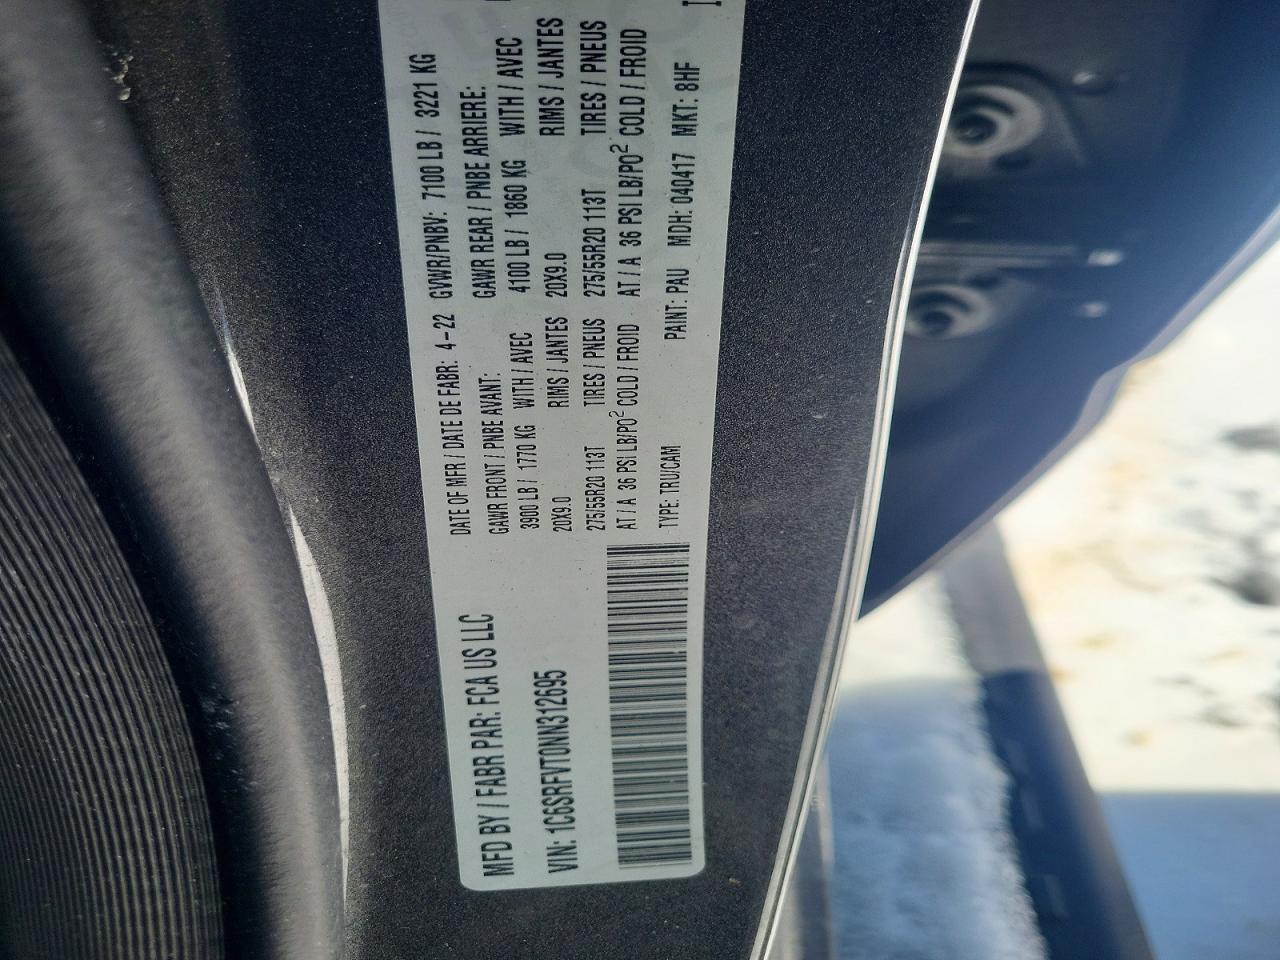 MFD BY / FABR PAR: FCA US LLC
DATE OF MFR / DATE DE FABR: 4-22 GVWR/PNBV: 7100 LB / 3221 KG
GAWR FRONT / PNBE AVANT: GAWR REAR / PNBE ARRIERE:
3900 LB / 1770 KG WITH / AVEC 4100 LB / 1860 KG WITH / AVEC
20X9.0 RIMS / JANTES 20X9.0 RIMS / JANTES
275/55R20 113T TIRES / PNEUS 275/55R20 113T TIRES / PNEUS
AT / A 36 PSI LB/PO² COLD / FROID AT / A 36 PSI LB/PO² COLD / FROID
VIN: 1C6SRFVT0NN312695
TYPE: TRU/CAM PAINT: PAU MDH: 040417 MKT: 8HF